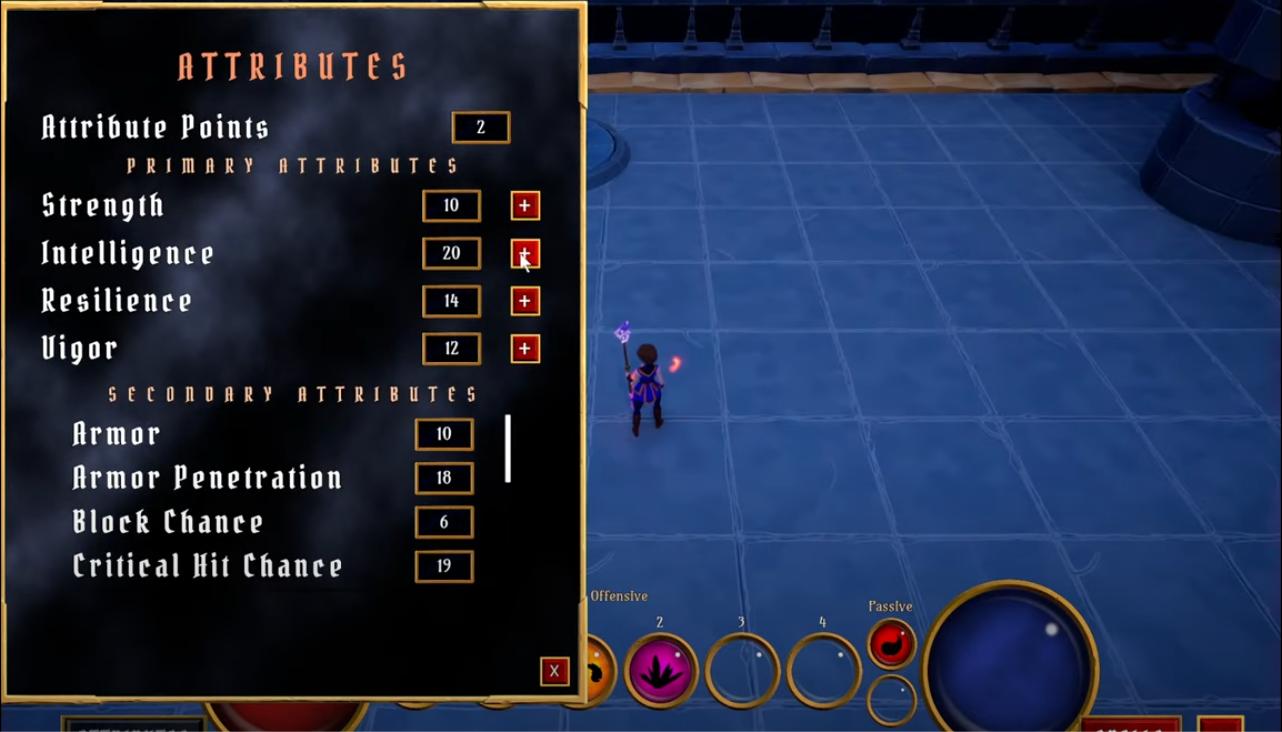 ATTRIBUTES
Attribute Points 2
PRIMARY ATTRIBUTES
Strength 10 +
Intelligence 20 +
Resilience 14 +
Vigor 12 +
SECONDARY ATTRIBUTES
Armor 10
Armor Penetration 18
Block Chance 6
Critical Hit Chance 19
X
Offensive
2 3 4
Passive